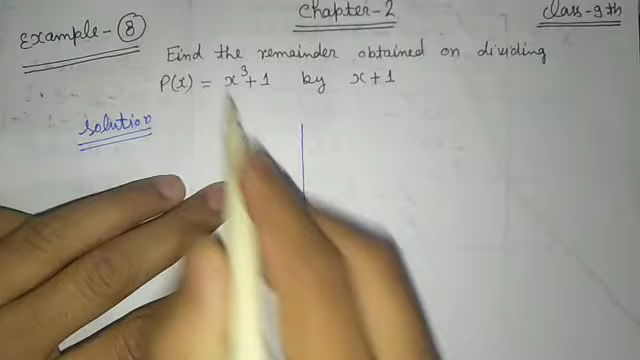 Chapter-2
Class-9th
Example-8
Find the remainder obtained on dividing
P(x) = x³+1 by x+1
solution